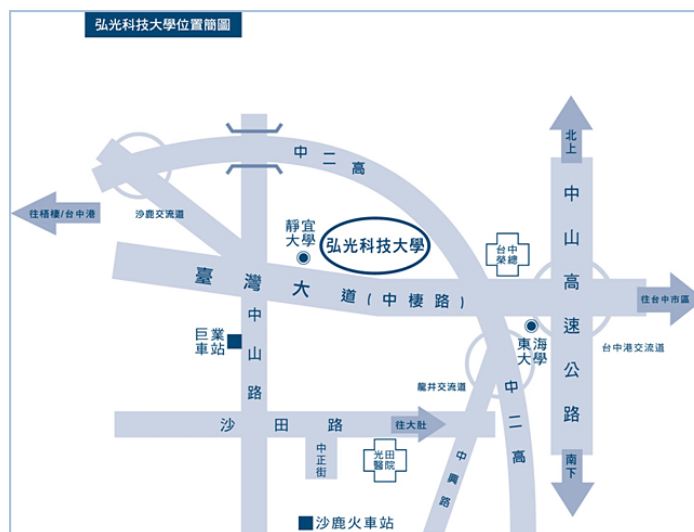 弘光科技大學位置簡圖
北上
中二高
中山高速公路
往梧棲/台中港
沙鹿交流道
靜宜
大學
弘光科技大學
台中
榮總
臺灣大道(中棲路)
往台中市區
巨業
車站
中山路
東海
大學
台中港交流道
龍井交流道
中二高
沙田路
往大肚
中正街
光田
醫院
中興路
南下
沙鹿火車站